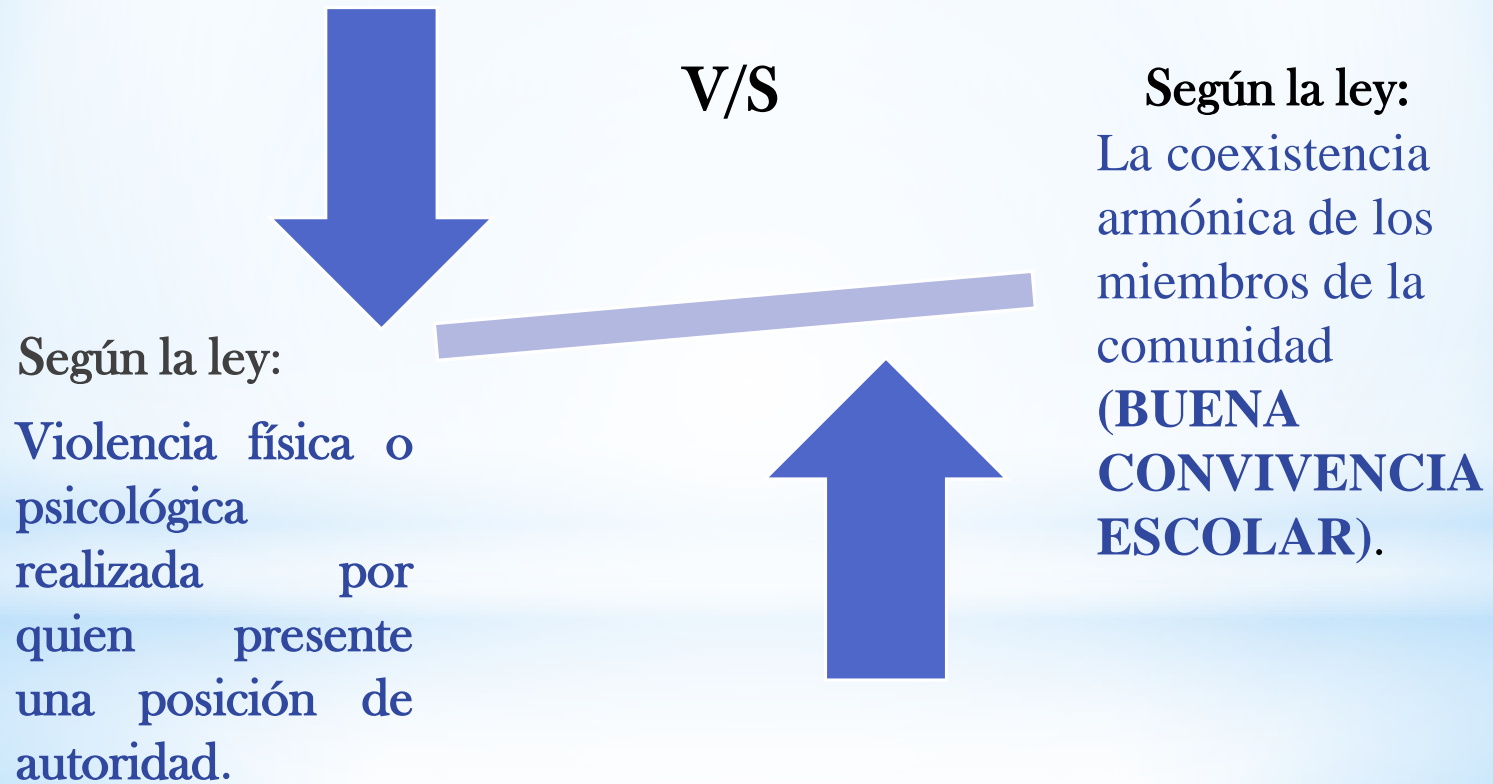 V/S
Según la ley:
Violencia física o
psicológica
realizada por
quien presente
una posición de
autoridad.
Según la ley:
La coexistencia
armónica de los
miembros de la
comunidad
(BUENA
CONVIVENCIA
ESCOLAR).